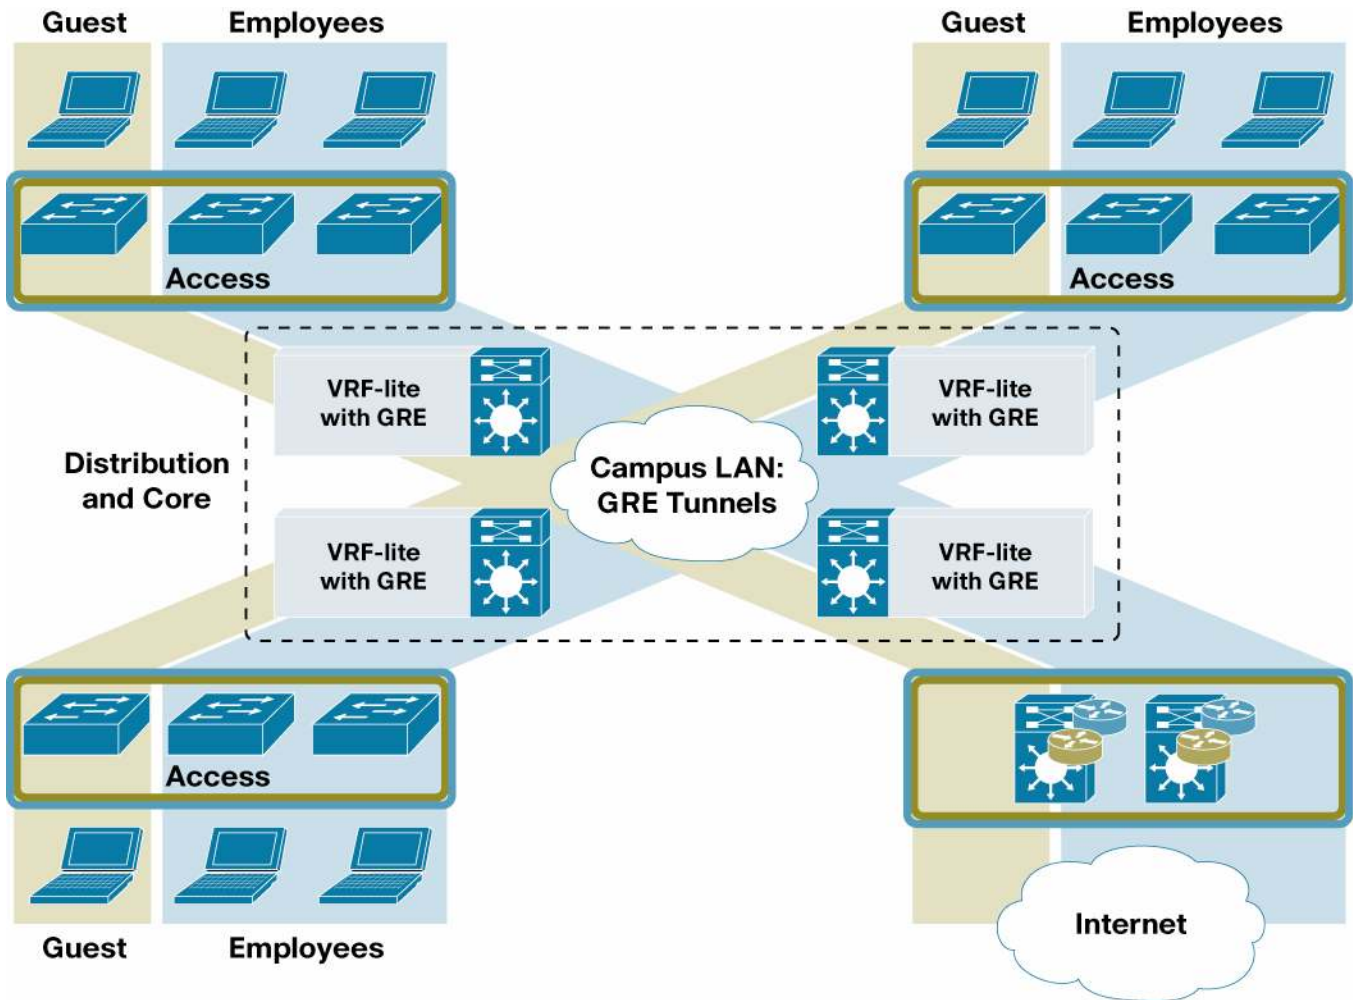 Guest
Employees
Guest
Employees
Access
Access
VRF-lite
with GRE
VRF-lite
with GRE
Distribution
and Core
Campus LAN:
GRE Tunnels
VRF-lite
with GRE
VRF-lite
with GRE
Access
Internet
Guest
Employees